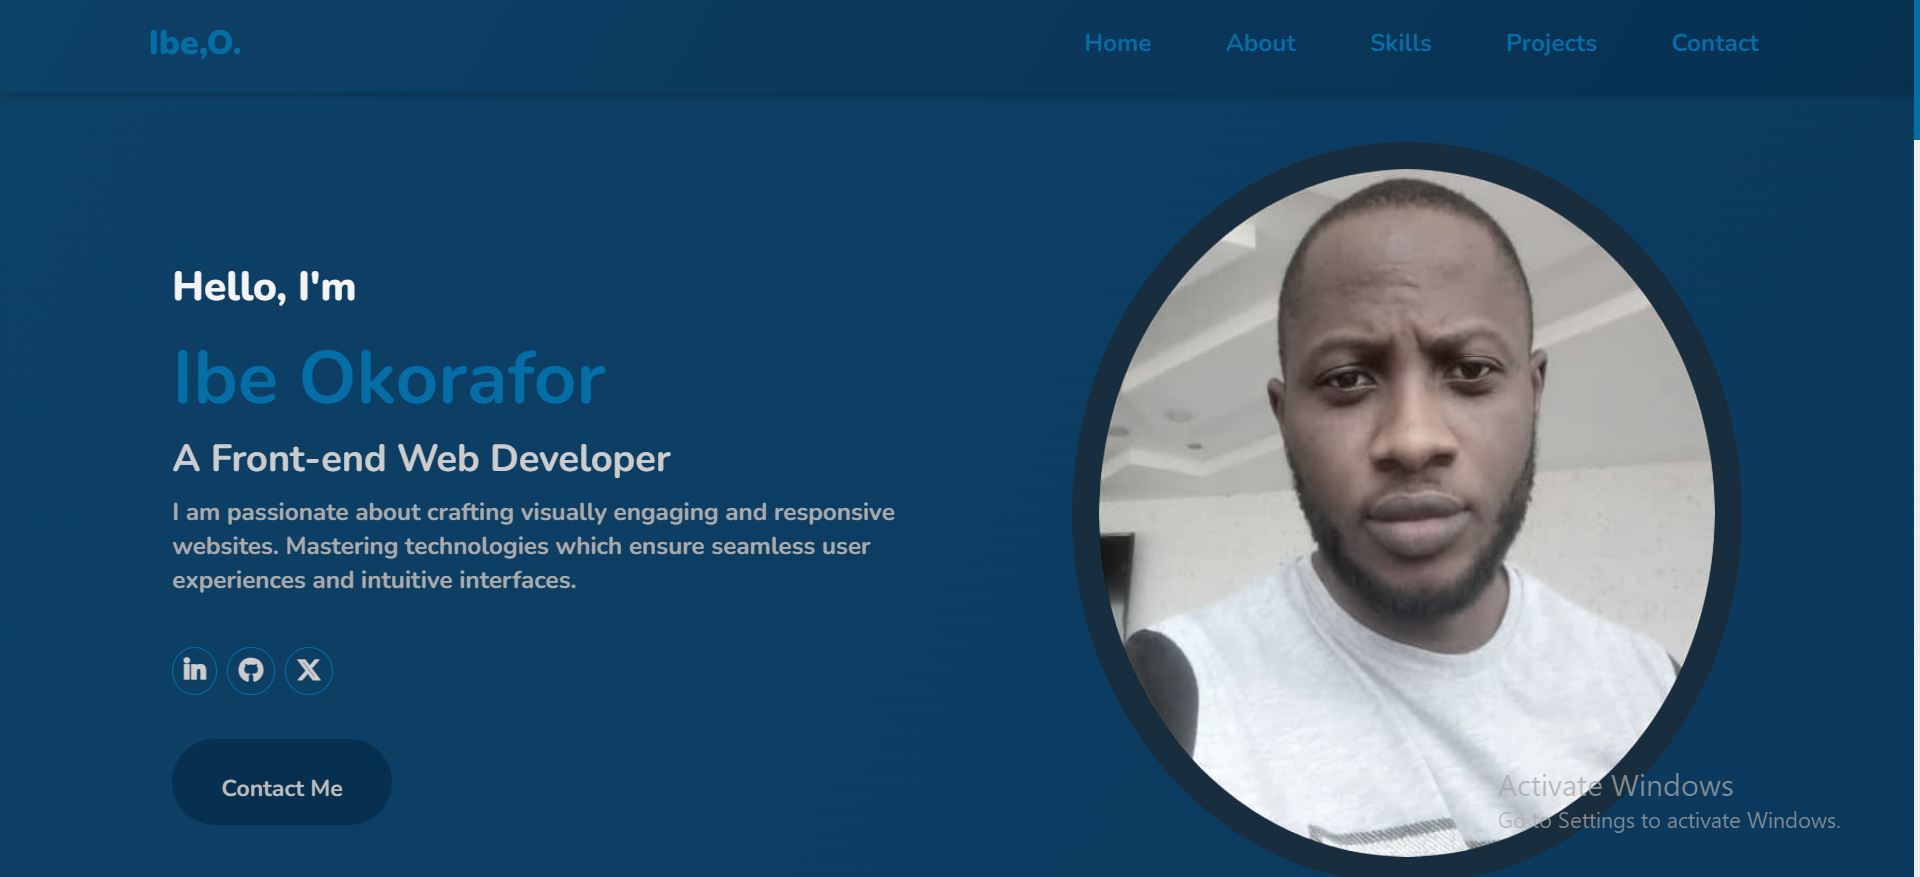 Ibe,O.
Home About Skills Projects Contact
Hello, I'm
Ibe Okorafor
A Front-end Web Developer
I am passionate about crafting visually engaging and responsive
websites. Mastering technologies which ensure seamless user
experiences and intuitive interfaces.
in X
Contact Me
Activate Windows
Go to Settings to activate Windows.